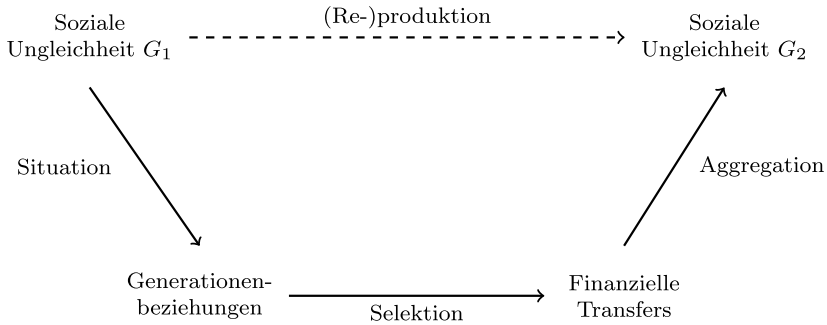 Soziale
Ungleichheit G₁
(Re-)produktion
Soziale
Ungleichheit G₂
Situation
Aggregation
Generationen-
beziehungen
Selektion
Finanzielle
Transfers